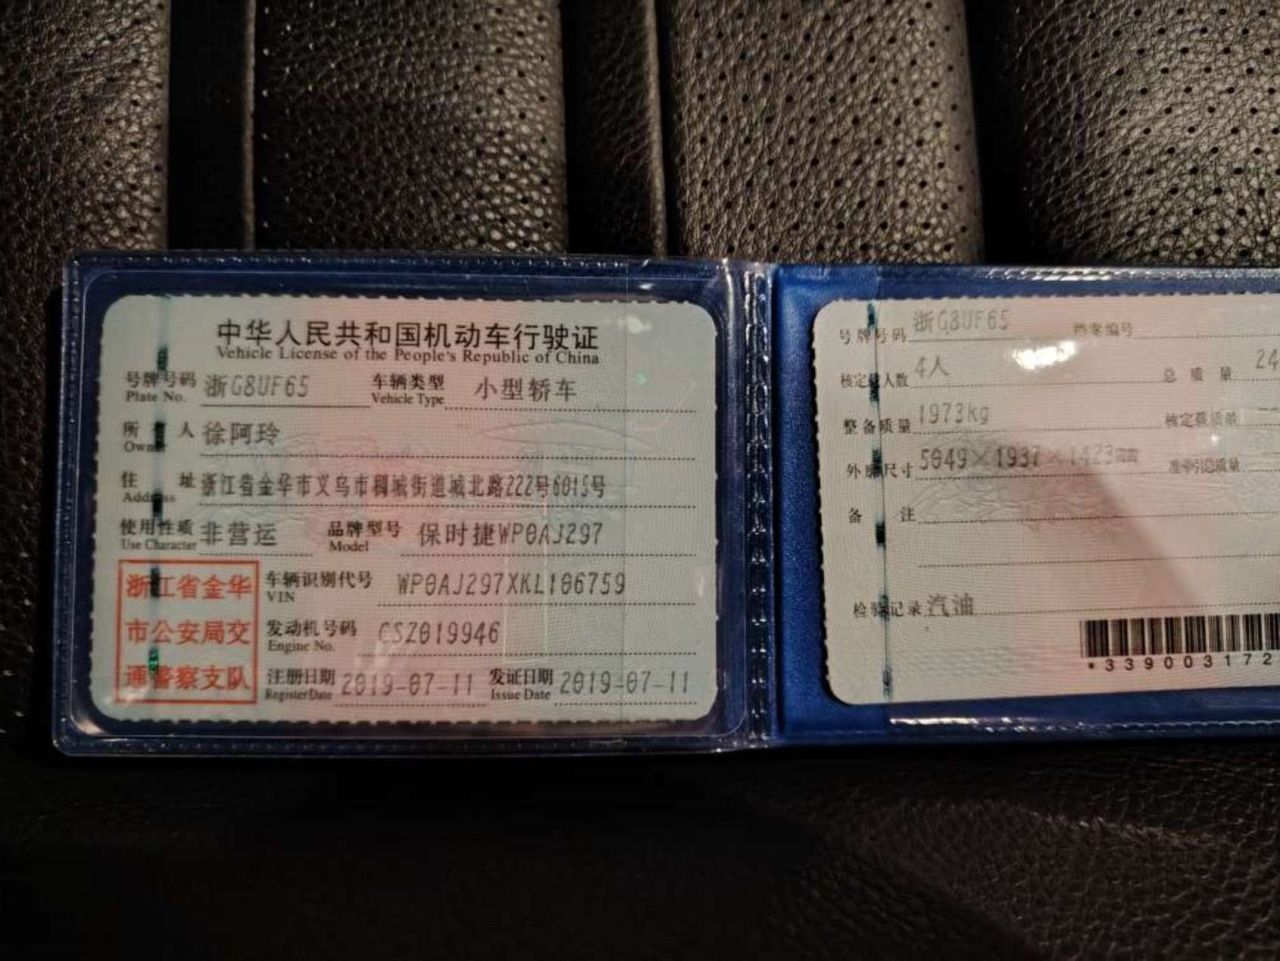 中华人民共和国机动车行驶证
Vehicle License of the People's Republic of China
号牌号码 浙G8UF65 车辆类型 小型轿车
Plate No. Vehicle Type
所 人 徐阿玲
Owner
住 址 浙江省金华市义乌市稠城街道城北路222号6015号
Address
使用性质 非营运 品牌型号 保时捷WP0AJ297
Use Character Model
浙江省金华
市公安局交
通警察支队
车辆识别代号 WP0AJ297XKL106759
VIN
发动机号码 CSZ019946
Engine No.
注册日期 2019-07-11 发证日期 2019-07-11
Register Date Issue Date
号牌号码 浙G8UF65 档案编号
核定载人数 4人 总质量 24
整备质量 1973kg 核定载质量
外廓尺寸 5049×1937×1423mm 准牵引总质量
备 注
检验记录 汽油
*339003172